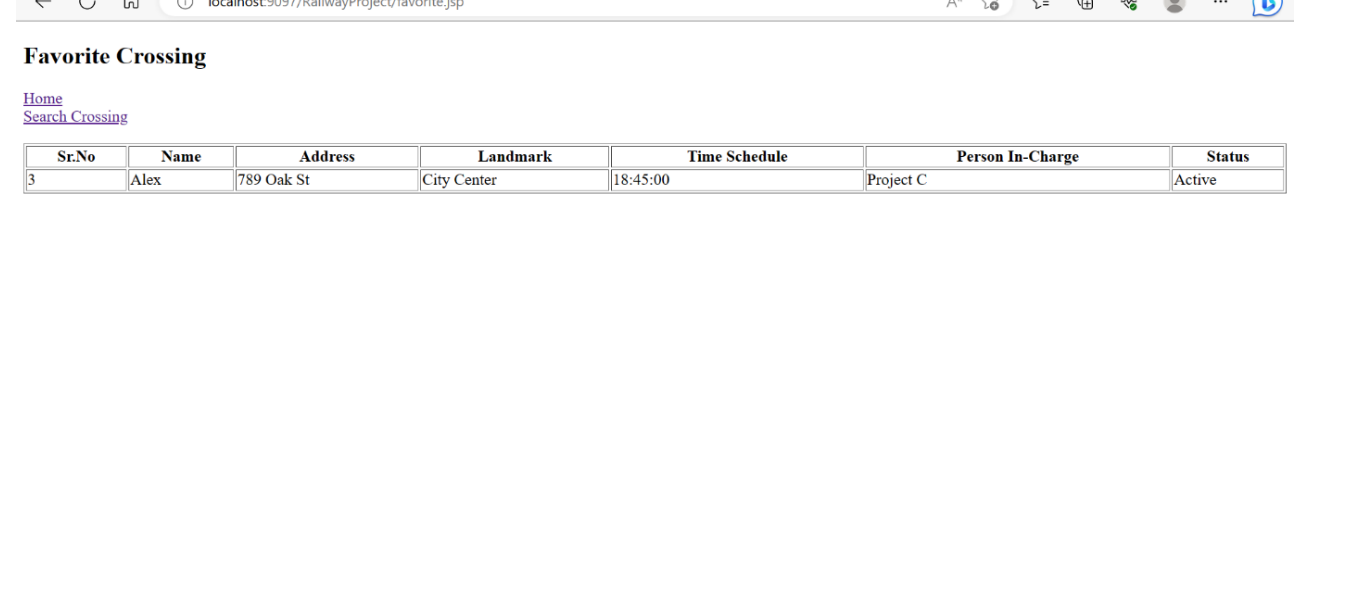 localhost:9097/RailwayProject/favorite.jsp
Favorite Crossing
Home
Search Crossing
Sr.No Name Address Landmark Time Schedule Person In-Charge Status
3 Alex 789 Oak St City Center 18:45:00 Project C Active